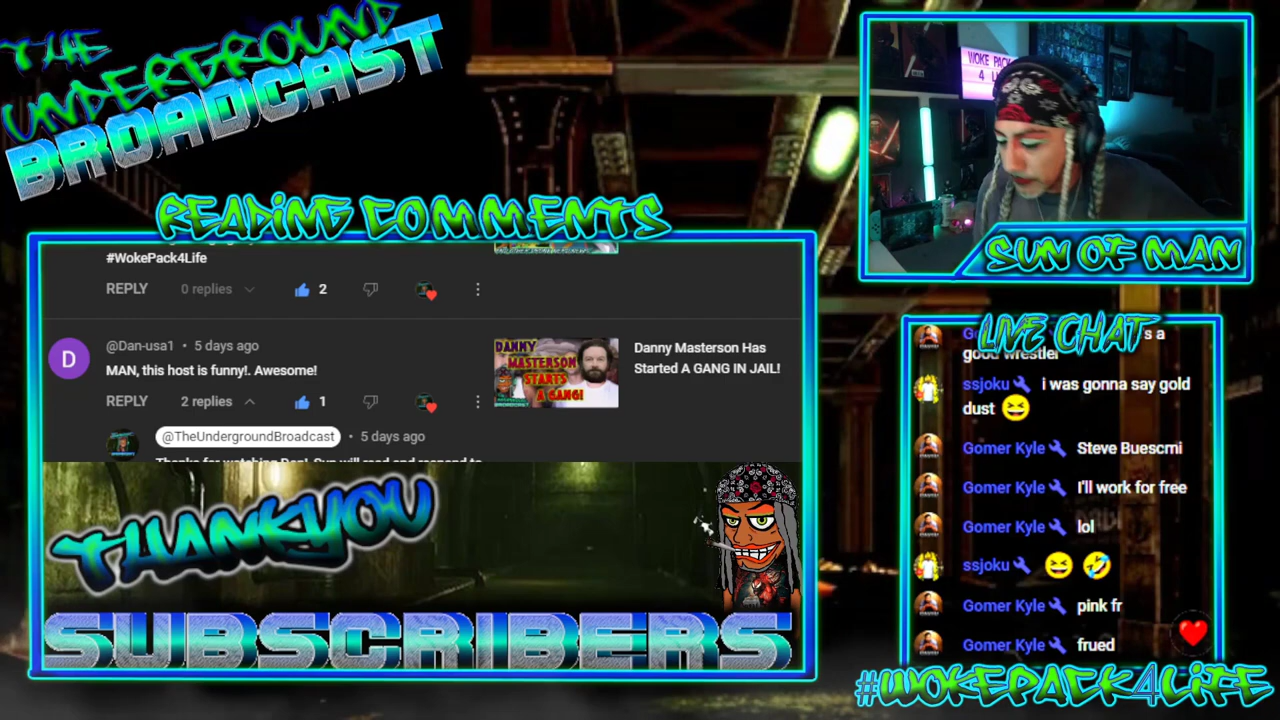 THE
UNDERGROUND
BROADCAST
WOKE PACK
4 L
READING COMMENTS
SUN OF MAN
#WokePack4Life
REPLY 0 replies 2
@Dan-usa1 • 5 days ago
MAN, this host is funny!. Awesome!
REPLY 2 replies 1
@TheUndergroundBroadcast • 5 days ago
DANNY
MASTERSON
STARTS
A GANG!
Danny Masterson Has
Started A GANG IN JAIL!
THANKYOU
SUBSCRIBERS
LIVE CHAT
s a
good wrestler
ssjoku i was gonna say gold
dust 😆
Gomer Kyle Steve Buescmi
Gomer Kyle I'll work for free
Gomer Kyle lol
ssjoku 😆 🤣
Gomer Kyle pink fr
Gomer Kyle frued
#WOKEPACK4LIFE